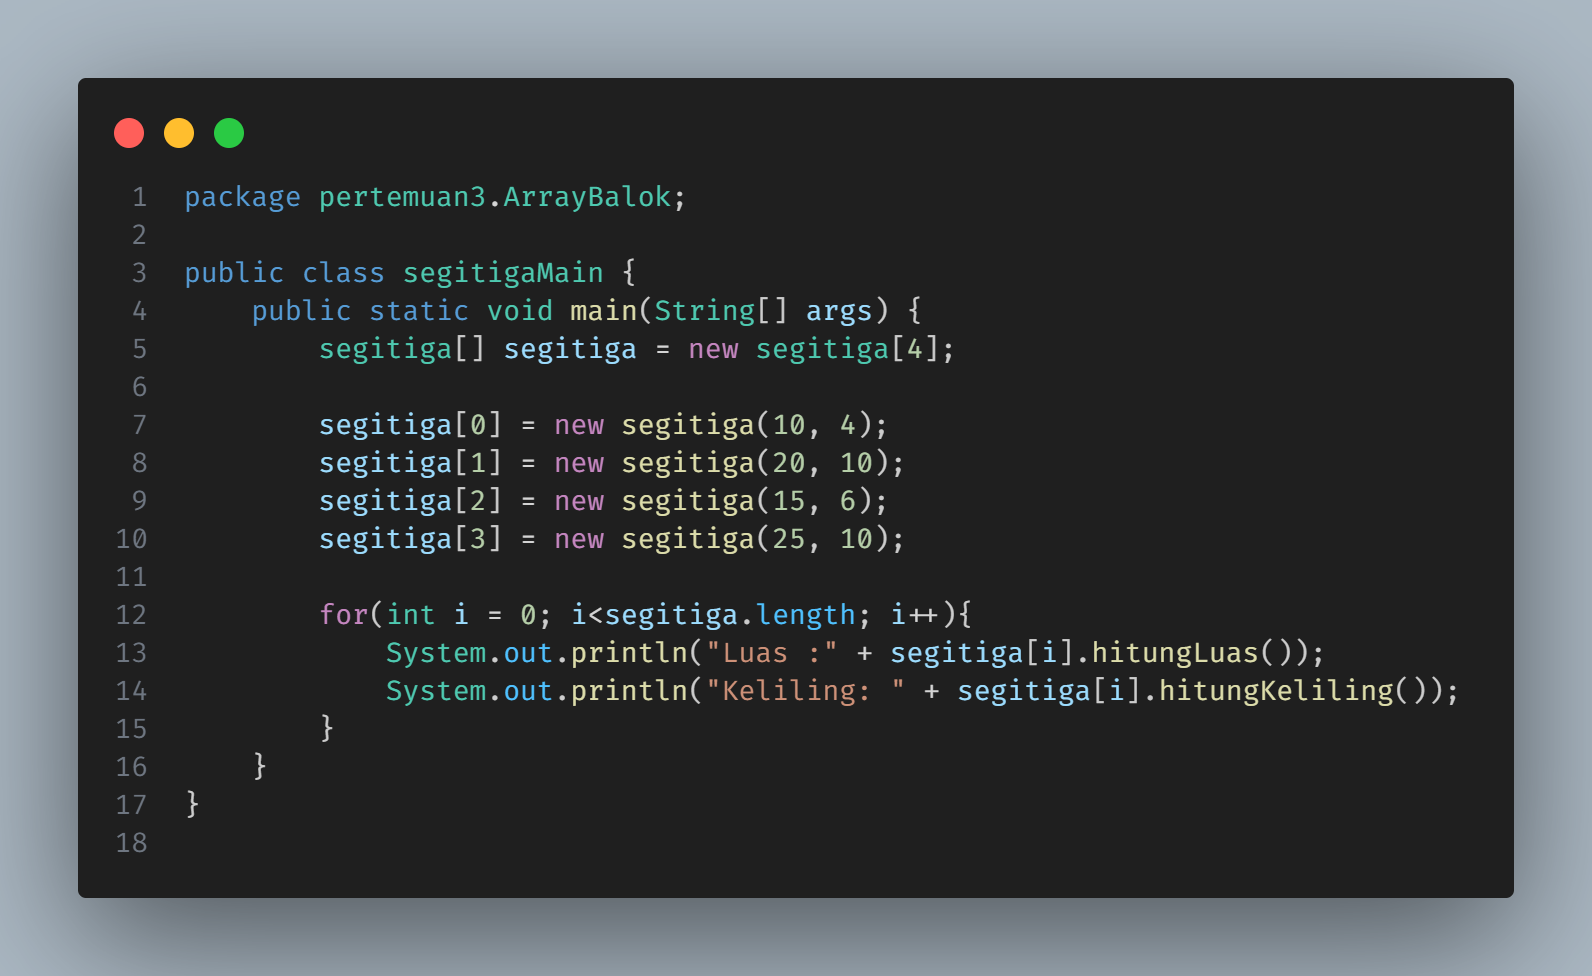 1 package pertemuan3.ArrayBalok;
2
3 public class segitigaMain {
4     public static void main(String[] args) {
5         segitiga[] segitiga = new segitiga[4];
6
7         segitiga[0] = new segitiga(10, 4);
8         segitiga[1] = new segitiga(20, 10);
9         segitiga[2] = new segitiga(15, 6);
10         segitiga[3] = new segitiga(25, 10);
11
12         for(int i = 0; i<segitiga.length; i++){
13             System.out.println("Luas :" + segitiga[i].hitungLuas());
14             System.out.println("Keliling: " + segitiga[i].hitungKeliling());
15         }
16     }
17 }
18